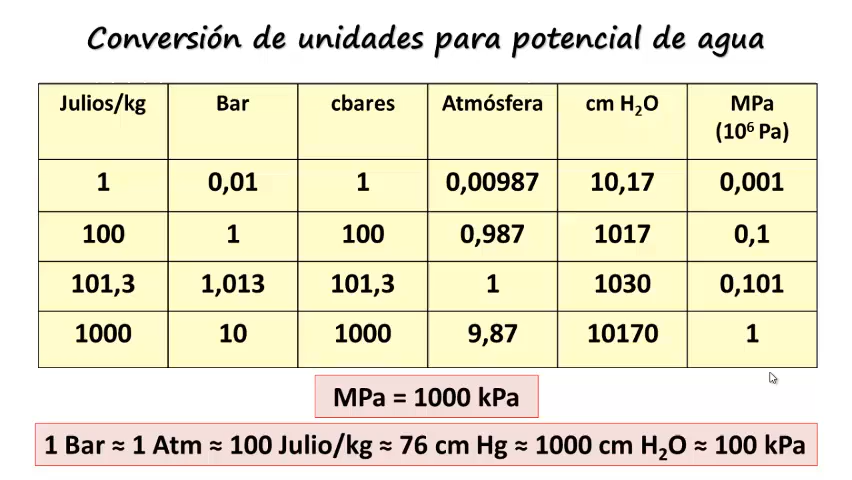 Conversión de unidades para potencial de agua
Julios/kg Bar cbares Atmósfera cm H₂O MPa
(10⁶ Pa)
1 0,01 1 0,00987 10,17 0,001
100 1 100 0,987 1017 0,1
101,3 1,013 101,3 1 1030 0,101
1000 10 1000 9,87 10170 1
MPa = 1000 kPa
1 Bar ≈ 1 Atm ≈ 100 Julio/kg ≈ 76 cm Hg ≈ 1000 cm H₂O ≈ 100 kPa